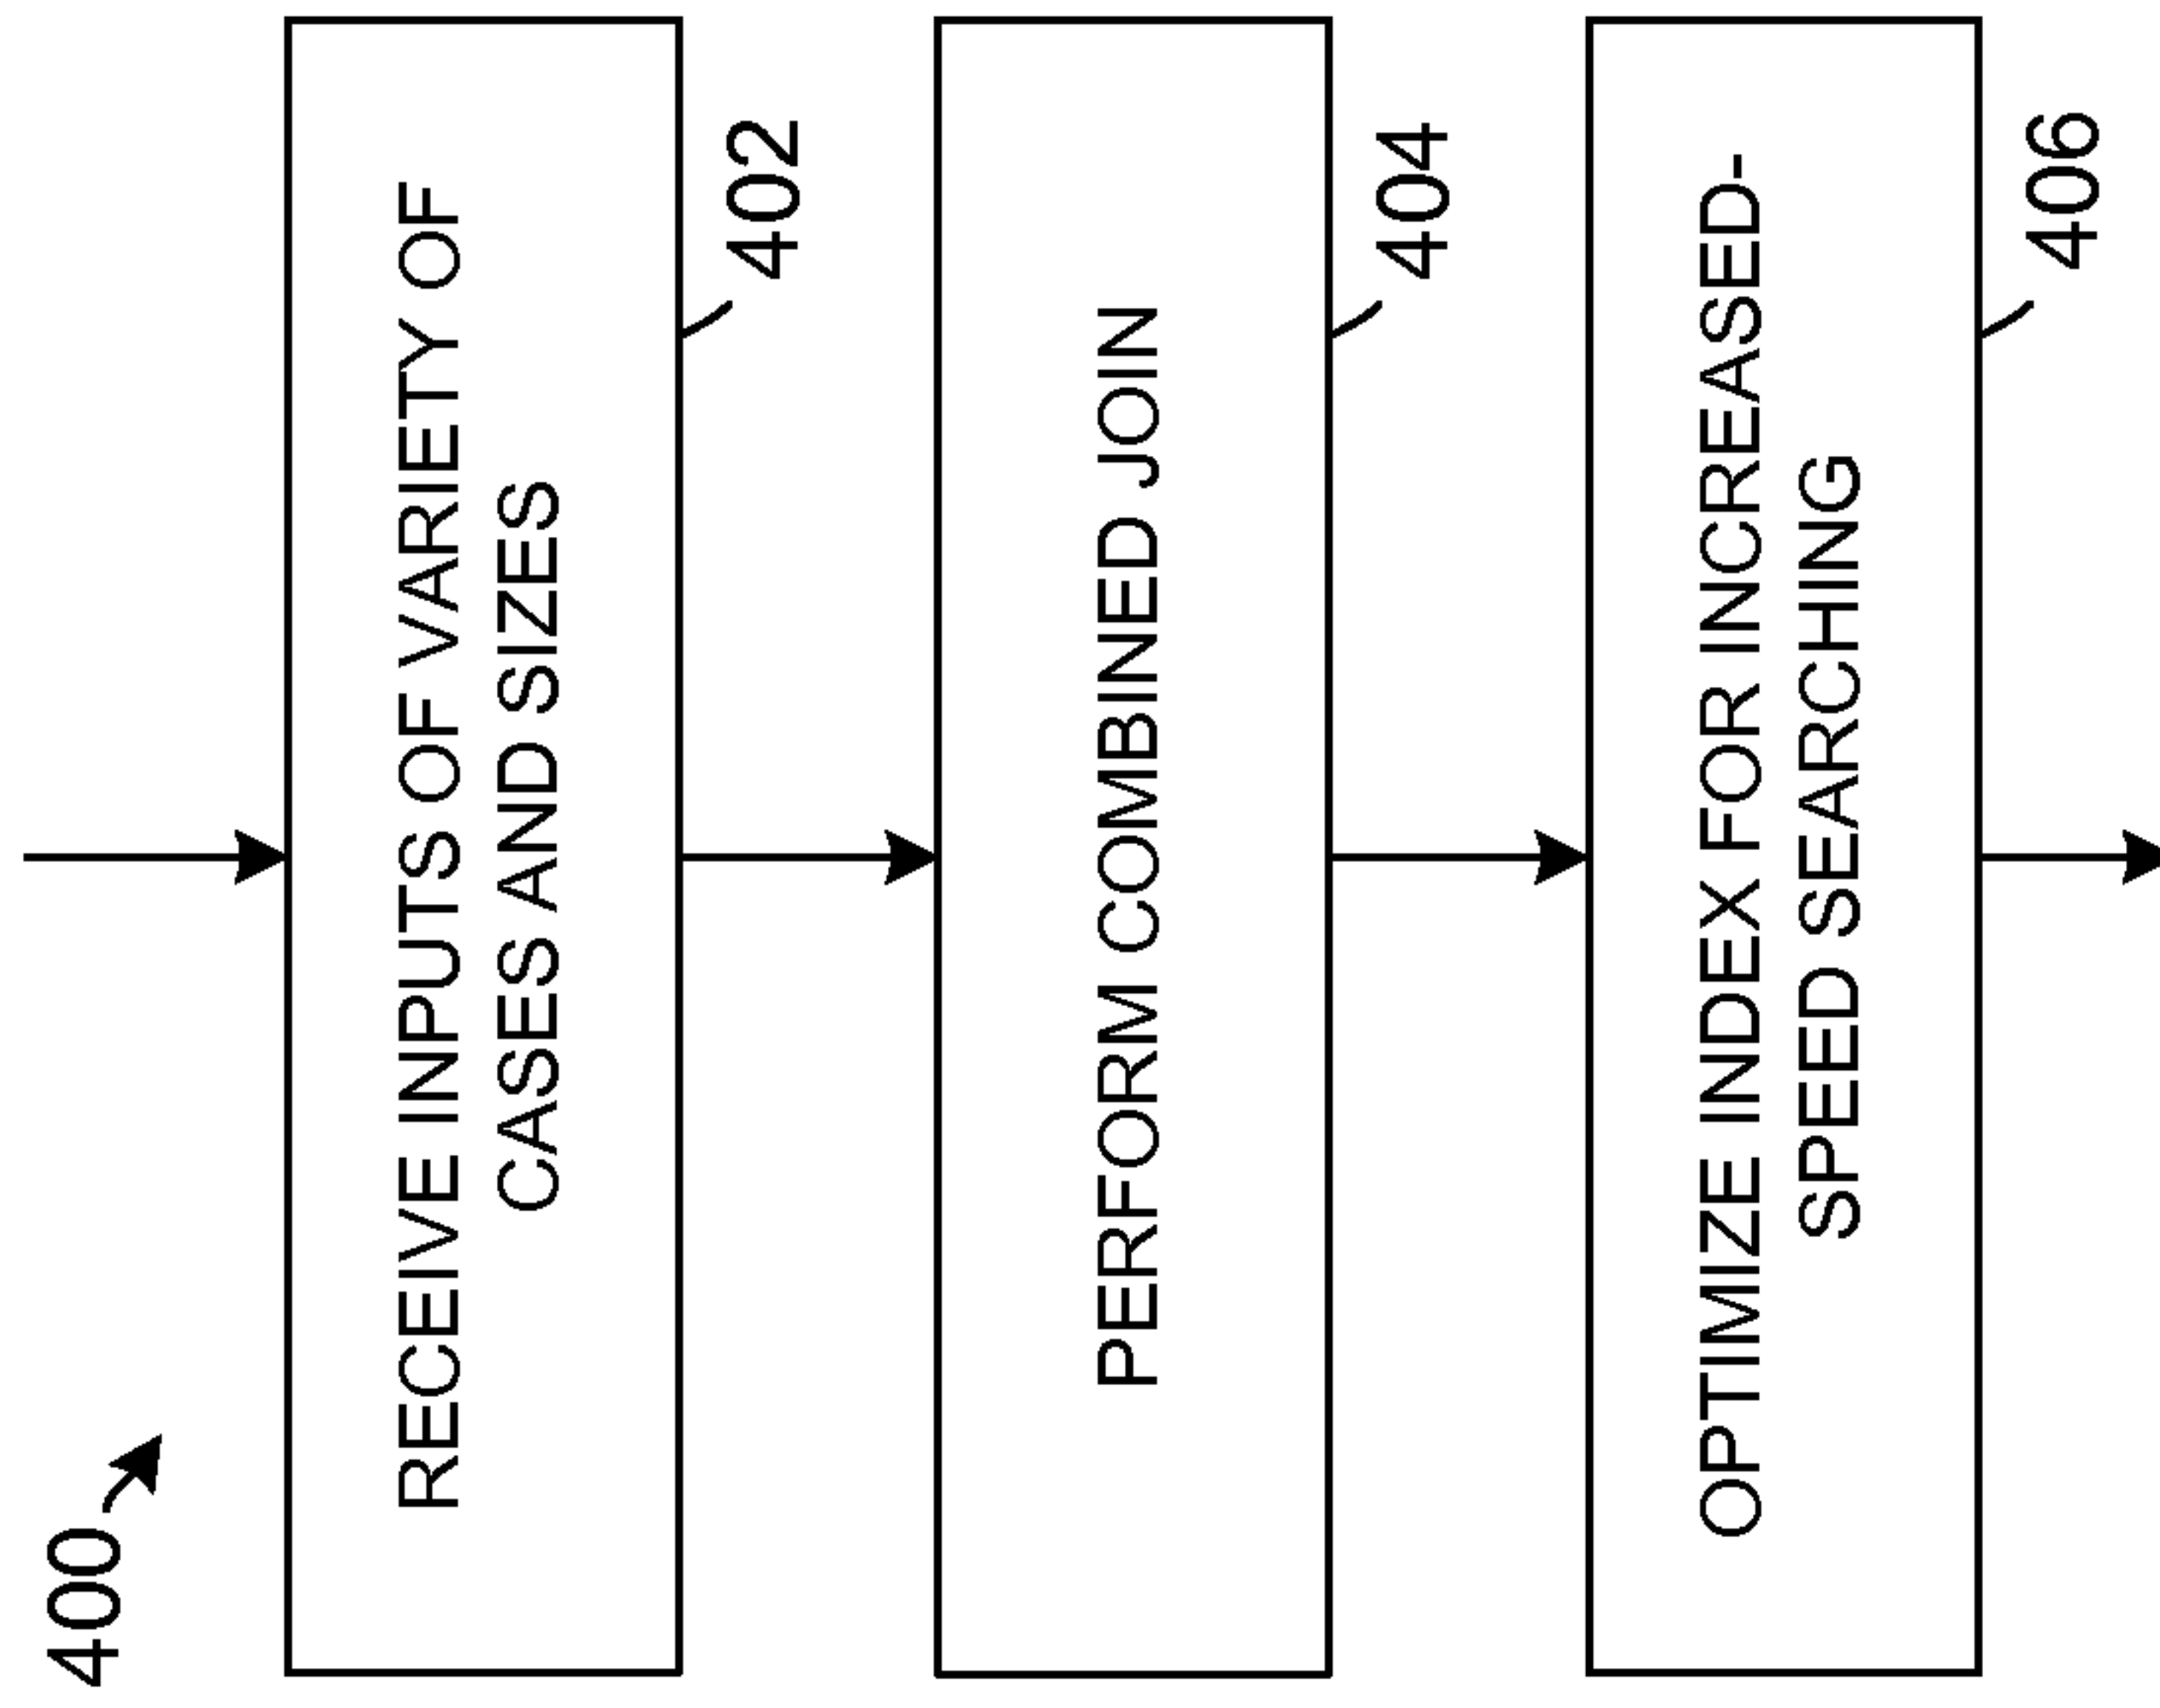 400
RECEIVE INPUTS OF VARIETY OF
CASES AND SIZES
402
PERFORM COMBINED JOIN
404
OPTIMIZE INDEX FOR INCREASED-
SPEED SEARCHING
406